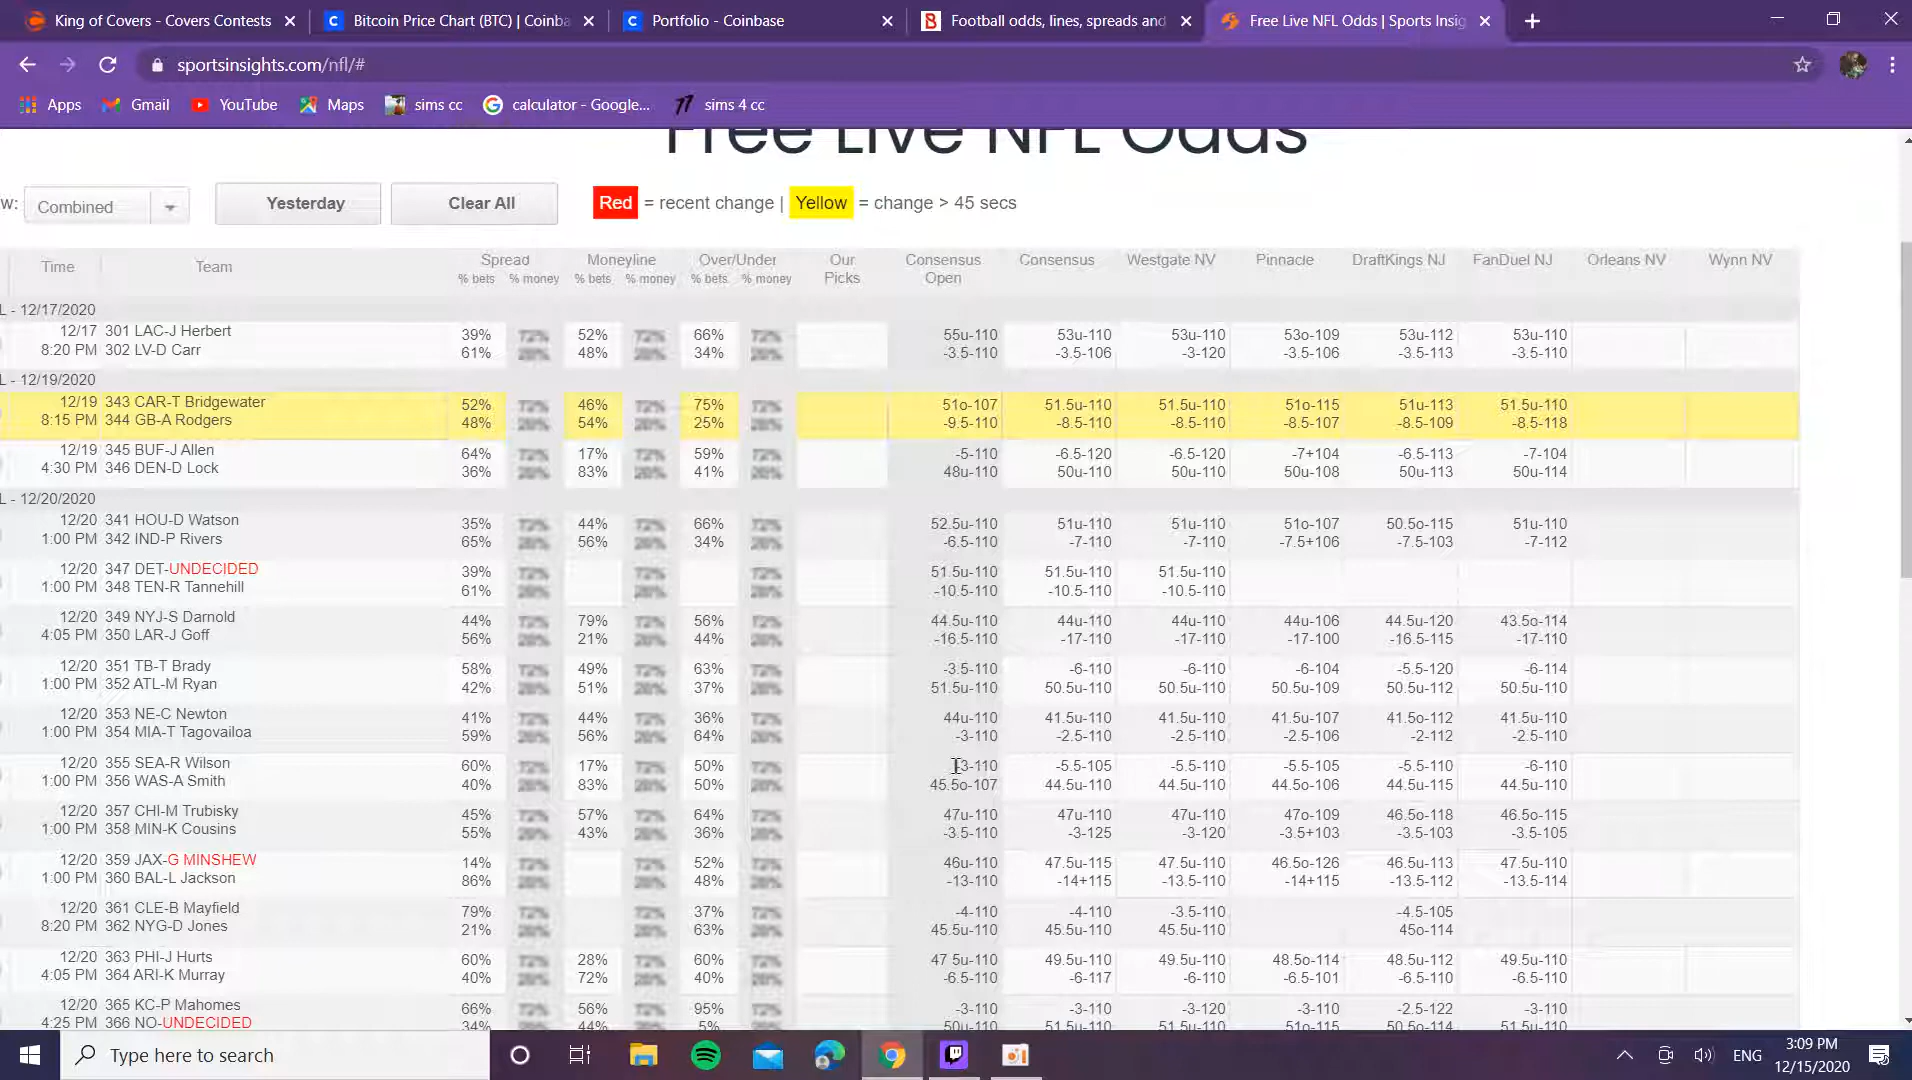 King of Covers - Covers Contests
Bitcoin Price Chart (BTC) | Coinba
Portfolio - Coinbase
Football odds, lines, spreads and
Free Live NFL Odds | Sports Insig
sportsinsights.com/nfl/#
Apps Gmail YouTube Maps sims cc calculator - Google... sims 4 cc
Free Live NFL Odds
w: Combined Yesterday Clear All Red = recent change | Yellow = change > 45 secs
Time Team Spread Moneyline Over/Under Our Picks Consensus Open Consensus Westgate NV Pinnacle DraftKings NJ FanDuel NJ Orleans NV Wynn NV
% bets % money % bets % money % bets % money
L - 12/17/2020
12/17 301 LAC-J Herbert 39% 52% 66% 55u-110 53u-110 53u-110 53o-109 53u-112 53u-110
8:20 PM 302 LV-D Carr 61% 48% 34% -3.5-110 -3.5-106 -3-120 -3.5-106 -3.5-113 -3.5-110
L - 12/19/2020
12/19 343 CAR-T Bridgewater 52% 46% 75% 51o-107 51.5u-110 51.5u-110 51o-115 51u-113 51.5u-110
8:15 PM 344 GB-A Rodgers 48% 54% 25% -9.5-110 -8.5-110 -8.5-110 -8.5-107 -8.5-109 -8.5-118
12/19 345 BUF-J Allen 64% 17% 59% -5-110 -6.5-120 -6.5-120 -7+104 -6.5-113 -7-104
4:30 PM 346 DEN-D Lock 36% 83% 41% 48u-110 50u-110 50u-110 50u-108 50u-113 50u-114
L - 12/20/2020
12/20 341 HOU-D Watson 35% 44% 66% 52.5u-110 51u-110 51u-110 51o-107 50.5o-115 51u-110
1:00 PM 342 IND-P Rivers 65% 56% 34% -6.5-110 -7-110 -7-110 -7.5+106 -7.5-103 -7-112
12/20 347 DET-UNDECIDED 39% 51.5u-110 51.5u-110 51.5u-110
1:00 PM 348 TEN-R Tannehill 61% -10.5-110 -10.5-110 -10.5-110
12/20 349 NYJ-S Darnold 44% 79% 56% 44.5u-110 44u-110 44u-110 44u-106 44.5u-120 43.5o-114
4:05 PM 350 LAR-J Goff 56% 21% 44% -16.5-110 -17-110 -17-110 -17-100 -16.5-115 -17-110
12/20 351 TB-T Brady 58% 49% 63% -3.5-110 -6-110 -6-110 -6-104 -5.5-120 -6-114
1:00 PM 352 ATL-M Ryan 42% 51% 37% 51.5u-110 50.5u-110 50.5u-110 50.5u-109 50.5u-112 50.5u-110
12/20 353 NE-C Newton 41% 44% 36% 44u-110 41.5u-110 41.5u-110 41.5u-107 41.5o-112 41.5u-110
1:00 PM 354 MIA-T Tagovailoa 59% 56% 64% -3-110 -2.5-110 -2.5-110 -2.5-106 -2-112 -2.5-110
12/20 355 SEA-R Wilson 60% 17% 50% 3-110 -5.5-105 -5.5-110 -5.5-105 -5.5-110 -6-110
1:00 PM 356 WAS-A Smith 40% 83% 50% 45.5o-107 44.5u-110 44.5u-110 44.5o-106 44.5u-115 44.5u-110
12/20 357 CHI-M Trubisky 45% 57% 64% 47u-110 47u-110 47u-110 47o-109 46.5o-118 46.5o-115
1:00 PM 358 MIN-K Cousins 55% 43% 36% -3.5-110 -3-125 -3-120 -3.5+103 -3.5-103 -3.5-105
12/20 359 JAX-G MINSHEW 14% 52% 46u-110 47.5u-115 47.5u-110 46.5o-126 46.5u-113 47.5u-110
1:00 PM 360 BAL-L Jackson 86% 48% -13-110 -14+115 -13.5-110 -14+115 -13.5-112 -13.5-114
12/20 361 CLE-B Mayfield 79% 37% -4-110 -4-110 -3.5-110 -4.5-105
8:20 PM 362 NYG-D Jones 21% 63% 45.5u-110 45.5u-110 45.5u-110 45o-114
12/20 363 PHI-J Hurts 60% 28% 60% 47.5u-110 49.5u-110 49.5u-110 48.5o-114 48.5u-112 49.5u-110
4:05 PM 364 ARI-K Murray 40% 72% 40% -6.5-110 -6-117 -6-110 -6.5-101 -6.5-110 -6.5-110
12/20 365 KC-P Mahomes 66% 56% 95% -3-110 -3-110 -3-120 -3-110 -2.5-122 -3-110
4:25 PM 366 NO-UNDECIDED 34% 44% 5% 50u-110 51.5u-110 51.5u-110 51o-115 50.5o-114 51.5u-110
Type here to search
ENG
3:09 PM
12/15/2020